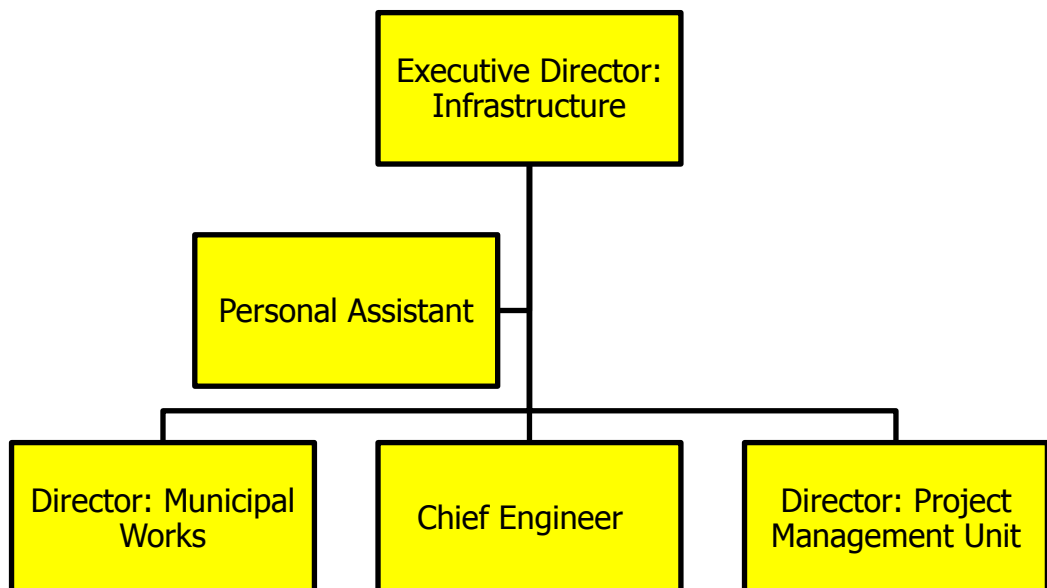 Executive Director:
Infrastructure
Personal Assistant
Director: Municipal
Works
Chief Engineer
Director: Project
Management Unit